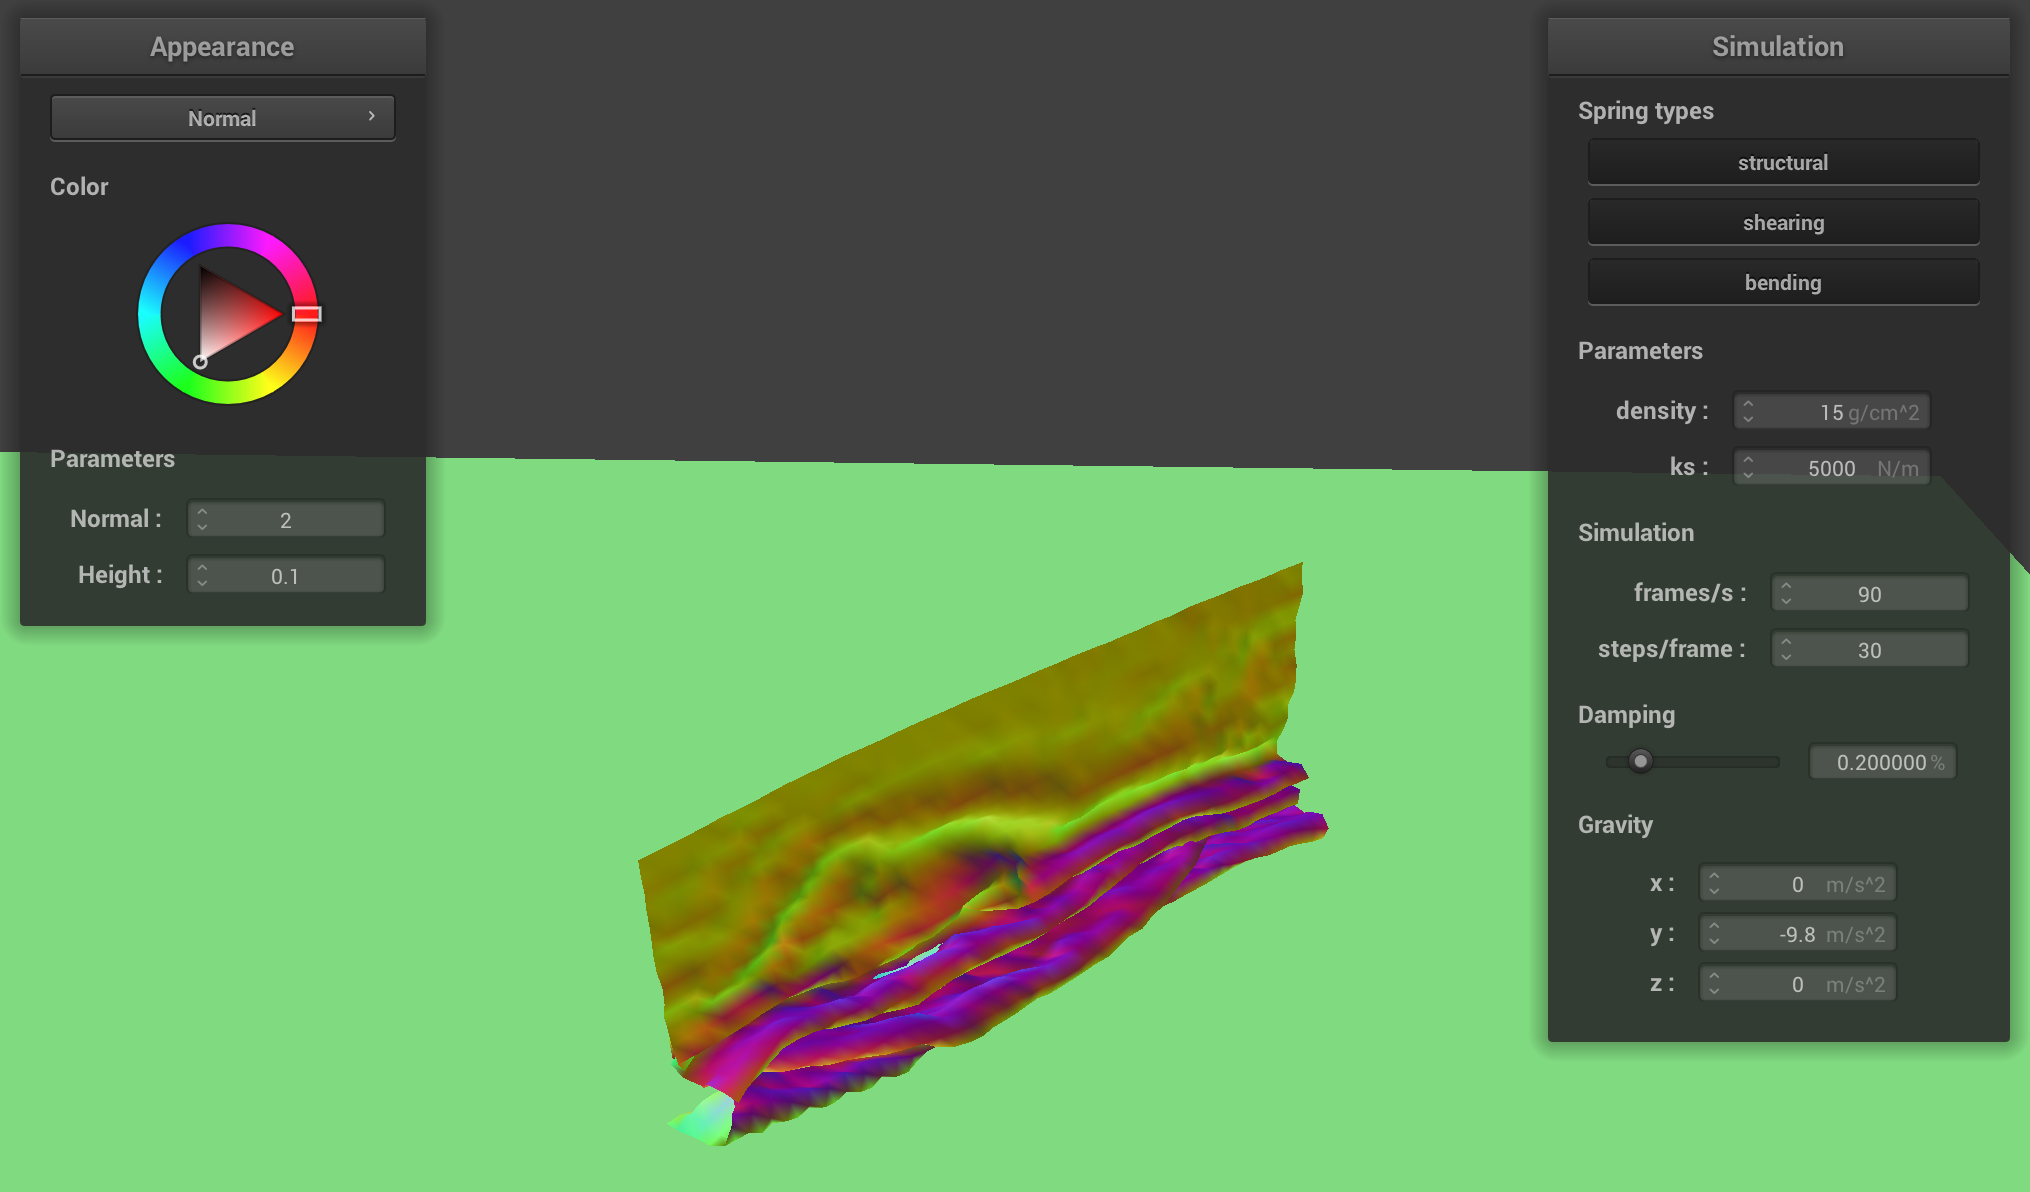 Appearance
Normal
Color
Parameters
Normal :
2
Height :
0.1
Simulation
Spring types
structural
shearing
bending
Parameters
density :
15 g/cm^2
ks :
5000 N/m
Simulation
frames/s :
90
steps/frame :
30
Damping
0.200000 %
Gravity
x :
0 m/s^2
y :
-9.8 m/s^2
z :
0 m/s^2